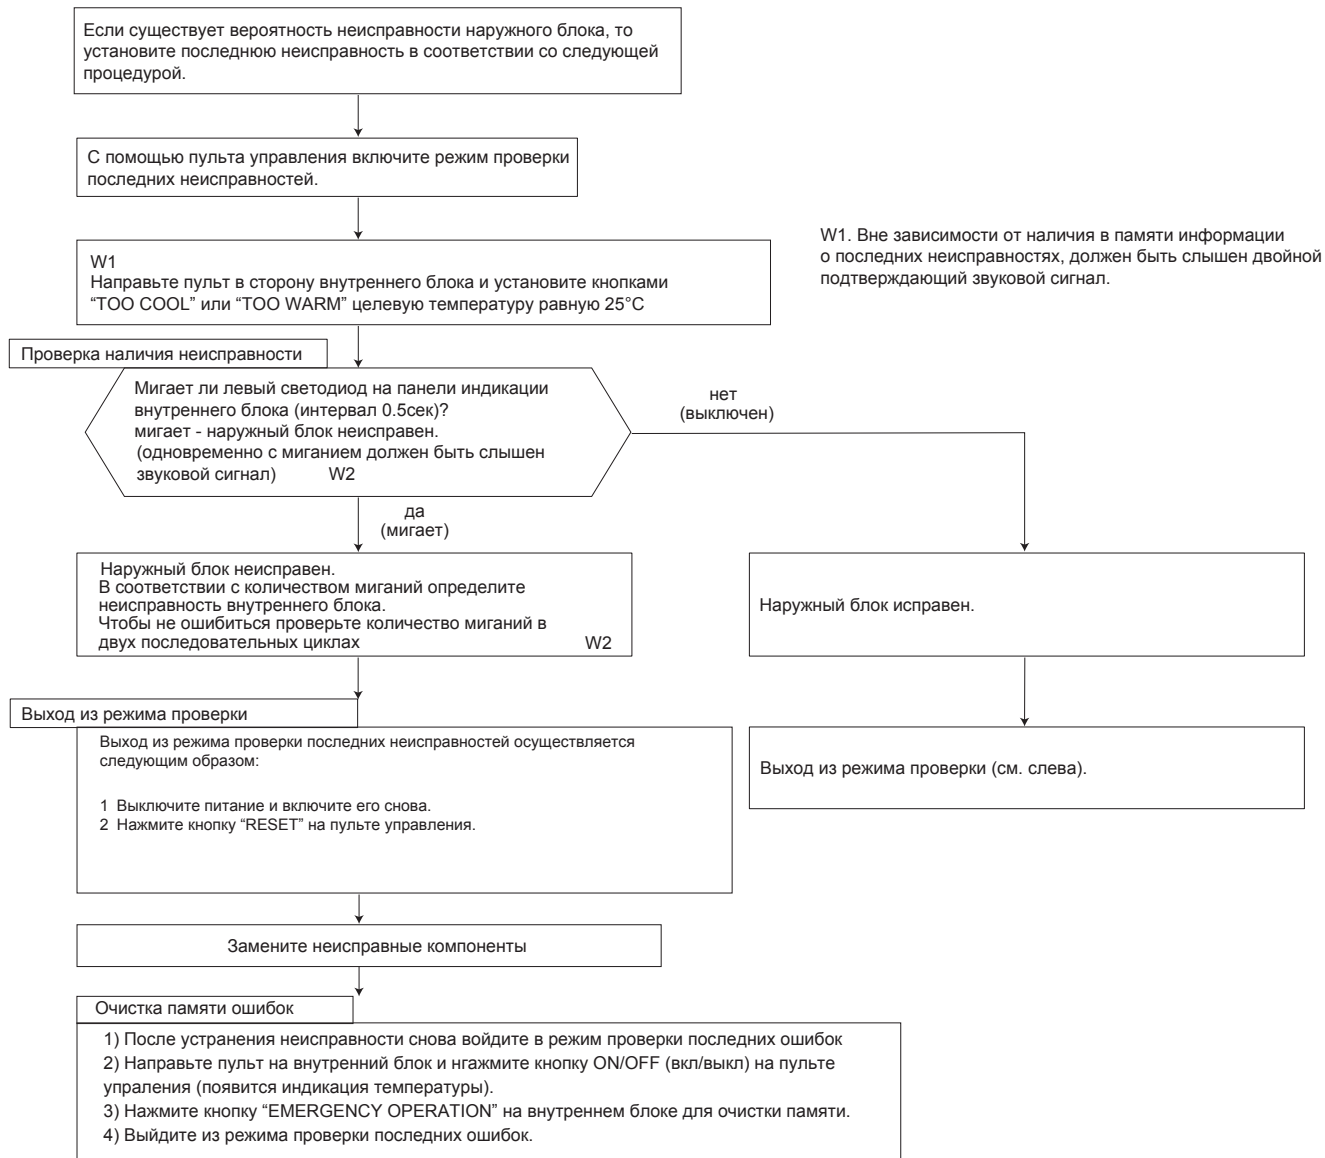 Если существует вероятность неисправности наружного блока, то
установите последнюю неисправность в соответствии со следующей
процедурой.
С помощью пульта управления включите режим проверки
последних неисправностей.
W1
Направьте пульт в сторону внутреннего блока и установите кнопками
“TOO COOL” или “TOO WARM” целевую температуру равную 25°C
W1. Вне зависимости от наличия в памяти информации
о последних неисправностях, должен быть слышен двойной
подтверждающий звуковой сигнал.
Проверка наличия неисправности
Мигает ли левый светодиод на панели индикации
внутреннего блока (интервал 0.5сек)?
мигает - наружный блок неисправен.
(одновременно с миганием должен быть слышен
звуковой сигнал) W2
нет
(выключен)
да
(мигает)
Наружный блок неисправен.
В соответствии с количеством миганий определите
неисправность внутреннего блока.
Чтобы не ошибиться проверьте количество миганий в
двух последовательных циклах W2
Наружный блок исправен.
Выход из режима проверки
Выход из режима проверки последних неисправностей осуществляется
следующим образом:
1 Выключите питание и включите его снова.
2 Нажмите кнопку “RESET” на пульте управления.
Выход из режима проверки (см. слева).
Замените неисправные компоненты
Очистка памяти ошибок
1) После устранения неисправности снова войдите в режим проверки последних ошибок
2) Направьте пульт на внутренний блок и нгажмите кнопку ON/OFF (вкл/выкл) на пульте
упраления (появится индикация температуры).
3) Нажмите кнопку “EMERGENCY OPERATION” на внутреннем блоке для очистки памяти.
4) Выйдите из режима проверки последних ошибок.